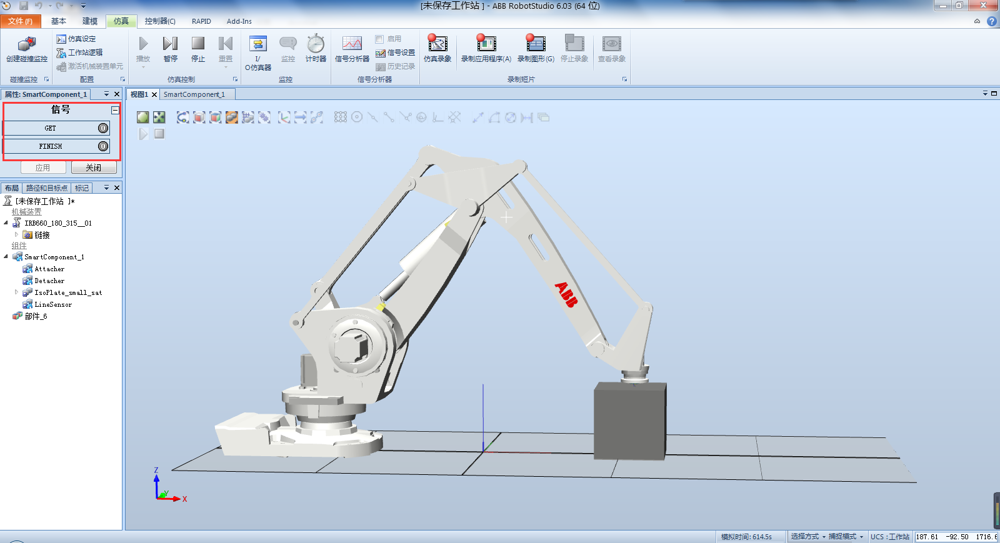 [未保存工作站 ] - ABB RobotStudio 6.03 (64 位)
文件 (F) 基本 建模 仿真 控制器(C) RAPID Add-Ins
创建碰撞监控
碰撞监控
仿真设定
工作站逻辑
激活机械装置单元
配置
播放 暂停 停止 重置
仿真控制
I/
O仿真器
监控 计时器
监控
信号分析器
启用
信号设置
历史记录
信号分析器
仿真录象 录制应用程序(A) 录制图形(G) 停止录象 查看录象
录制短片
属性: SmartComponent_1
信号
GET 0
FINISH 0
应用 关闭
布局 路径和目标点 标记
[未保存工作站 ]*
机械装置
IRB660_180_315__01
链接
组件
SmartComponent_1
Attacher
Detacher
IsoPlate_small_sat
LineSensor
部件_6
视图1 SmartComponent_1
ABB
Z
Y
X
模拟时间: 614.5s 选择方式 捕捉模式 UCS : 工作站 187.61 -92.50 1716.6